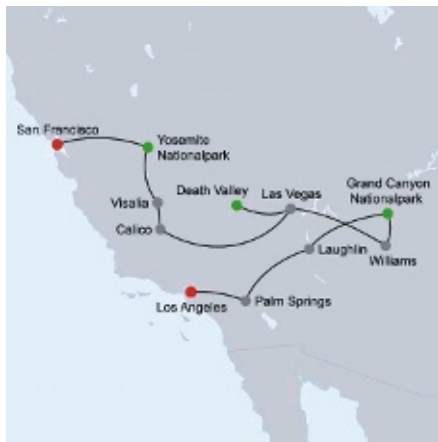 San Francisco
Yosemite
Nationalpark
Death Valley
Las Vegas
Grand Canyon
Nationalpark
Visalia
Calico
Laughlin
Williams
Los Angeles
Palm Springs